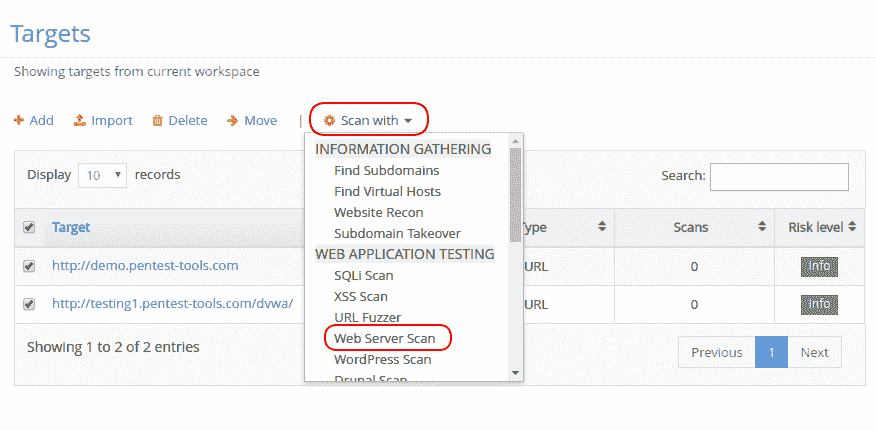 Targets
Showing targets from current workspace
Add Import Delete Move | Scan with
INFORMATION GATHERING
Find Subdomains
Find Virtual Hosts
Website Recon
Subdomain Takeover
WEB APPLICATION TESTING
SQLi Scan
XSS Scan
URL Fuzzer
Web Server Scan
WordPress Scan
Drupal Scan
Display 10 records Search:
Target Type Scans Risk level
http://demo.pentest-tools.com URL 0 Info
http://testing1.pentest-tools.com/dvwa/ URL 0 Info
Showing 1 to 2 of 2 entries Previous 1 Next